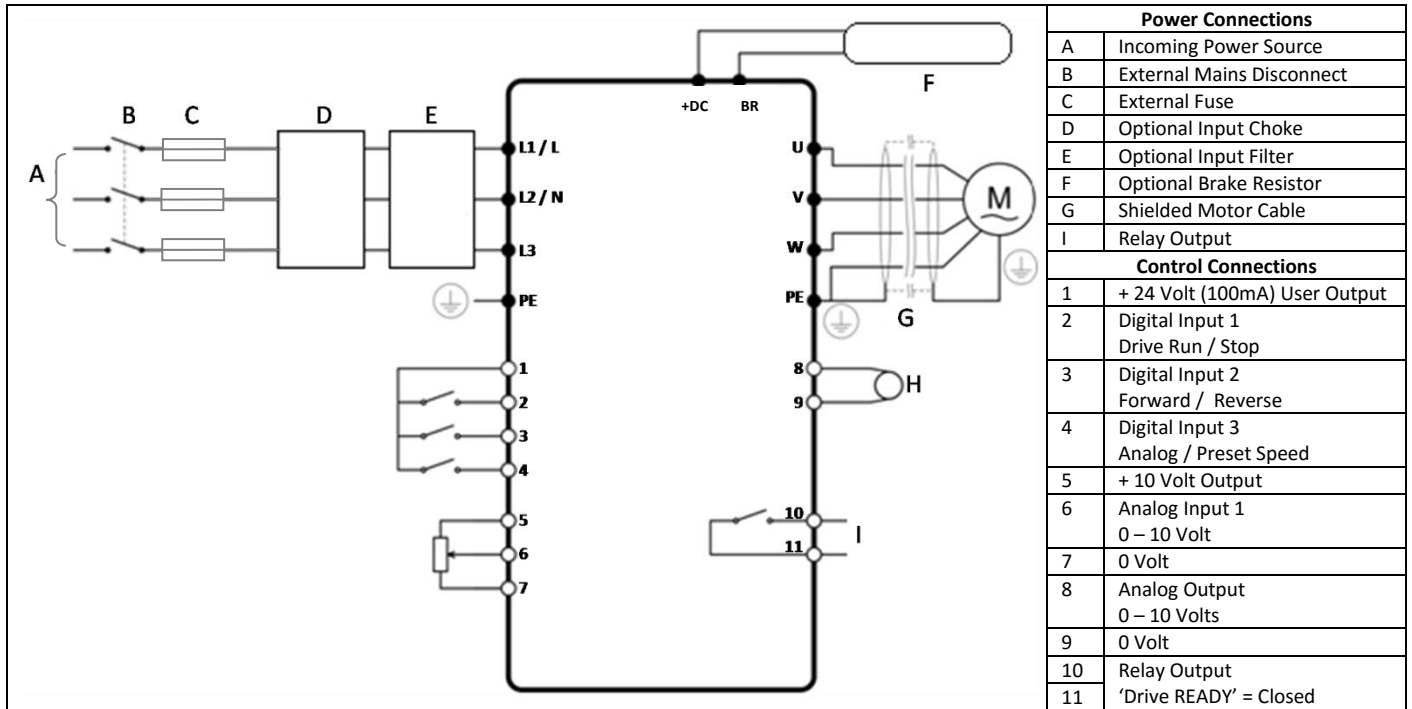 +DC BR
F
B C D E
A
L1 / L
L2 / N
L3
PE
U
V
W
PE
M
G
1
2
3
4
5
6
7
8
9
H
10
11
I
Power Connections
A Incoming Power Source
B External Mains Disconnect
C External Fuse
D Optional Input Choke
E Optional Input Filter
F Optional Brake Resistor
G Shielded Motor Cable
I Relay Output
Control Connections
1 + 24 Volt (100mA) User Output
2 Digital Input 1
Drive Run / Stop
3 Digital Input 2
Forward / Reverse
4 Digital Input 3
Analog / Preset Speed
5 + 10 Volt Output
6 Analog Input 1
0 – 10 Volt
7 0 Volt
8 Analog Output
0 – 10 Volts
9 0 Volt
10 Relay Output
11 'Drive READY' = Closed